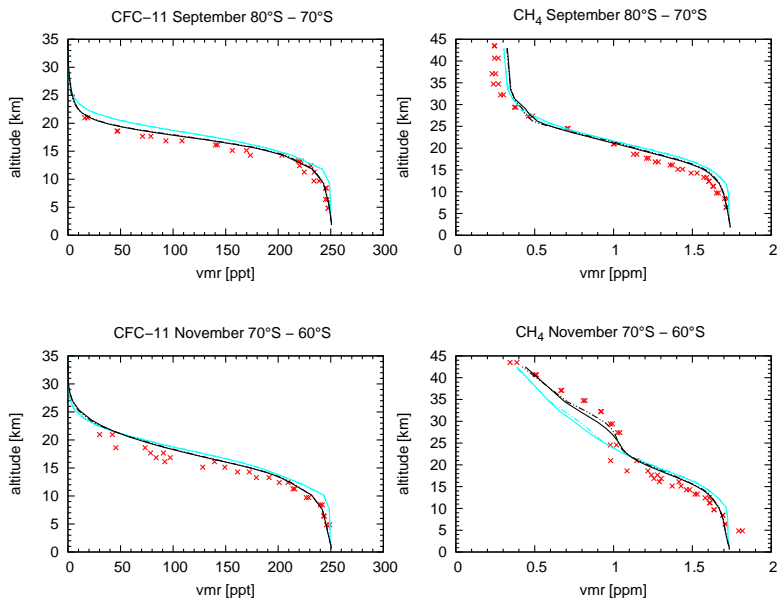 CFC-11 September 80°S – 70°S
altitude [km]
35
30
25
20
15
10
5
0
0 50 100 150 200 250 300
vmr [ppt]
CH4 September 80°S – 70°S
altitude [km]
45
40
35
30
25
20
15
10
5
0
0 0.5 1 1.5 2
vmr [ppm]
CFC-11 November 70°S – 60°S
altitude [km]
35
30
25
20
15
10
5
0
0 50 100 150 200 250 300
vmr [ppt]
CH4 November 70°S – 60°S
altitude [km]
45
40
35
30
25
20
15
10
5
0
0 0.5 1 1.5 2
vmr [ppm]